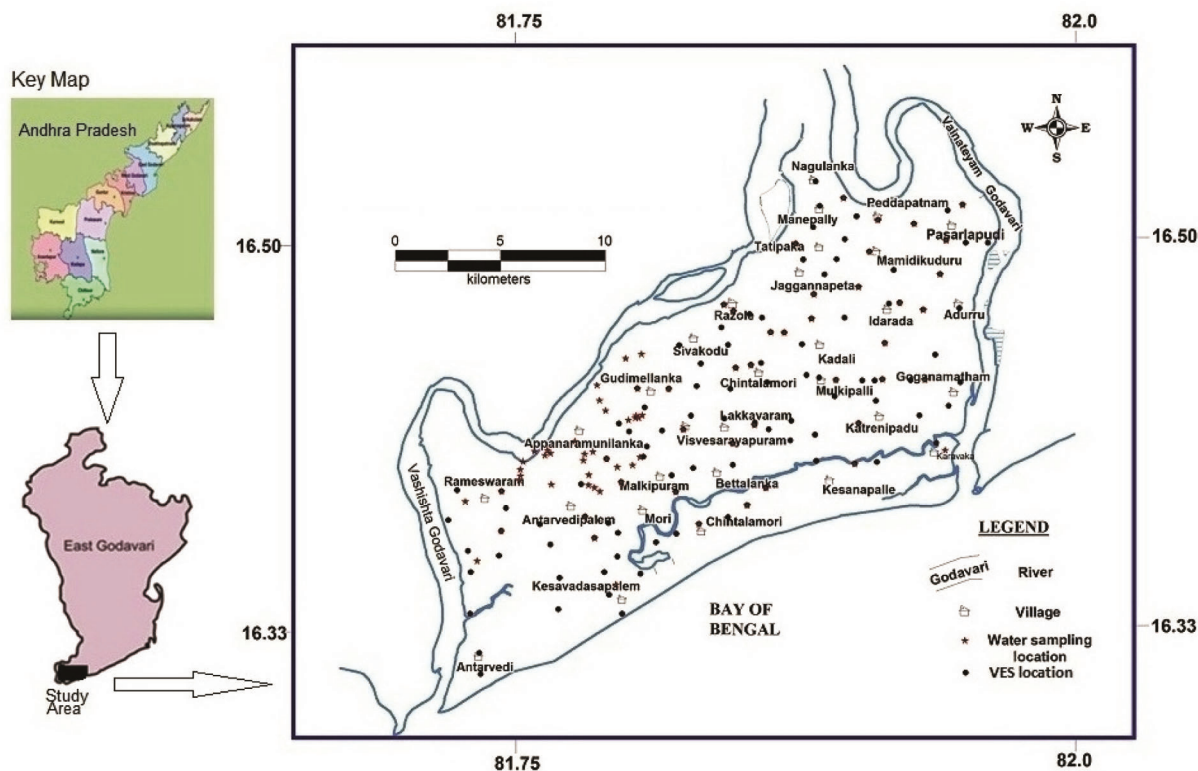 81.75
82.0
Key Map
Andhra Pradesh
East Godavari
Study
Area
16.50
16.50
0 5 10
kilometers
N
W E
S
Vainateyam Godavari
Nagulanka
Peddapatnam
Manepally
Pasarlapudi
Tatipaka
Mamidikuduru
Jaggannapeta
Razole
Idarada
Adurru
Sivakodu
Kadali
Gudimellanka
Chintalamori
Mulkipalli
Goganamatham
Lakkavaram
Katrenipadu
Appanaramunilanka
Visvesarayapuram
Karavaka
Rameswaram
Malkipuram
Bettalanka
Kesanapalle
Vashishta Godavari
Antarvedipalem
Mori
Chintalamori
Kesavadasapalem
Antarvedi
BAY OF
BENGAL
LEGEND
Godavari River
Village
Water sampling
location
VES location
16.33
16.33
81.75
82.0